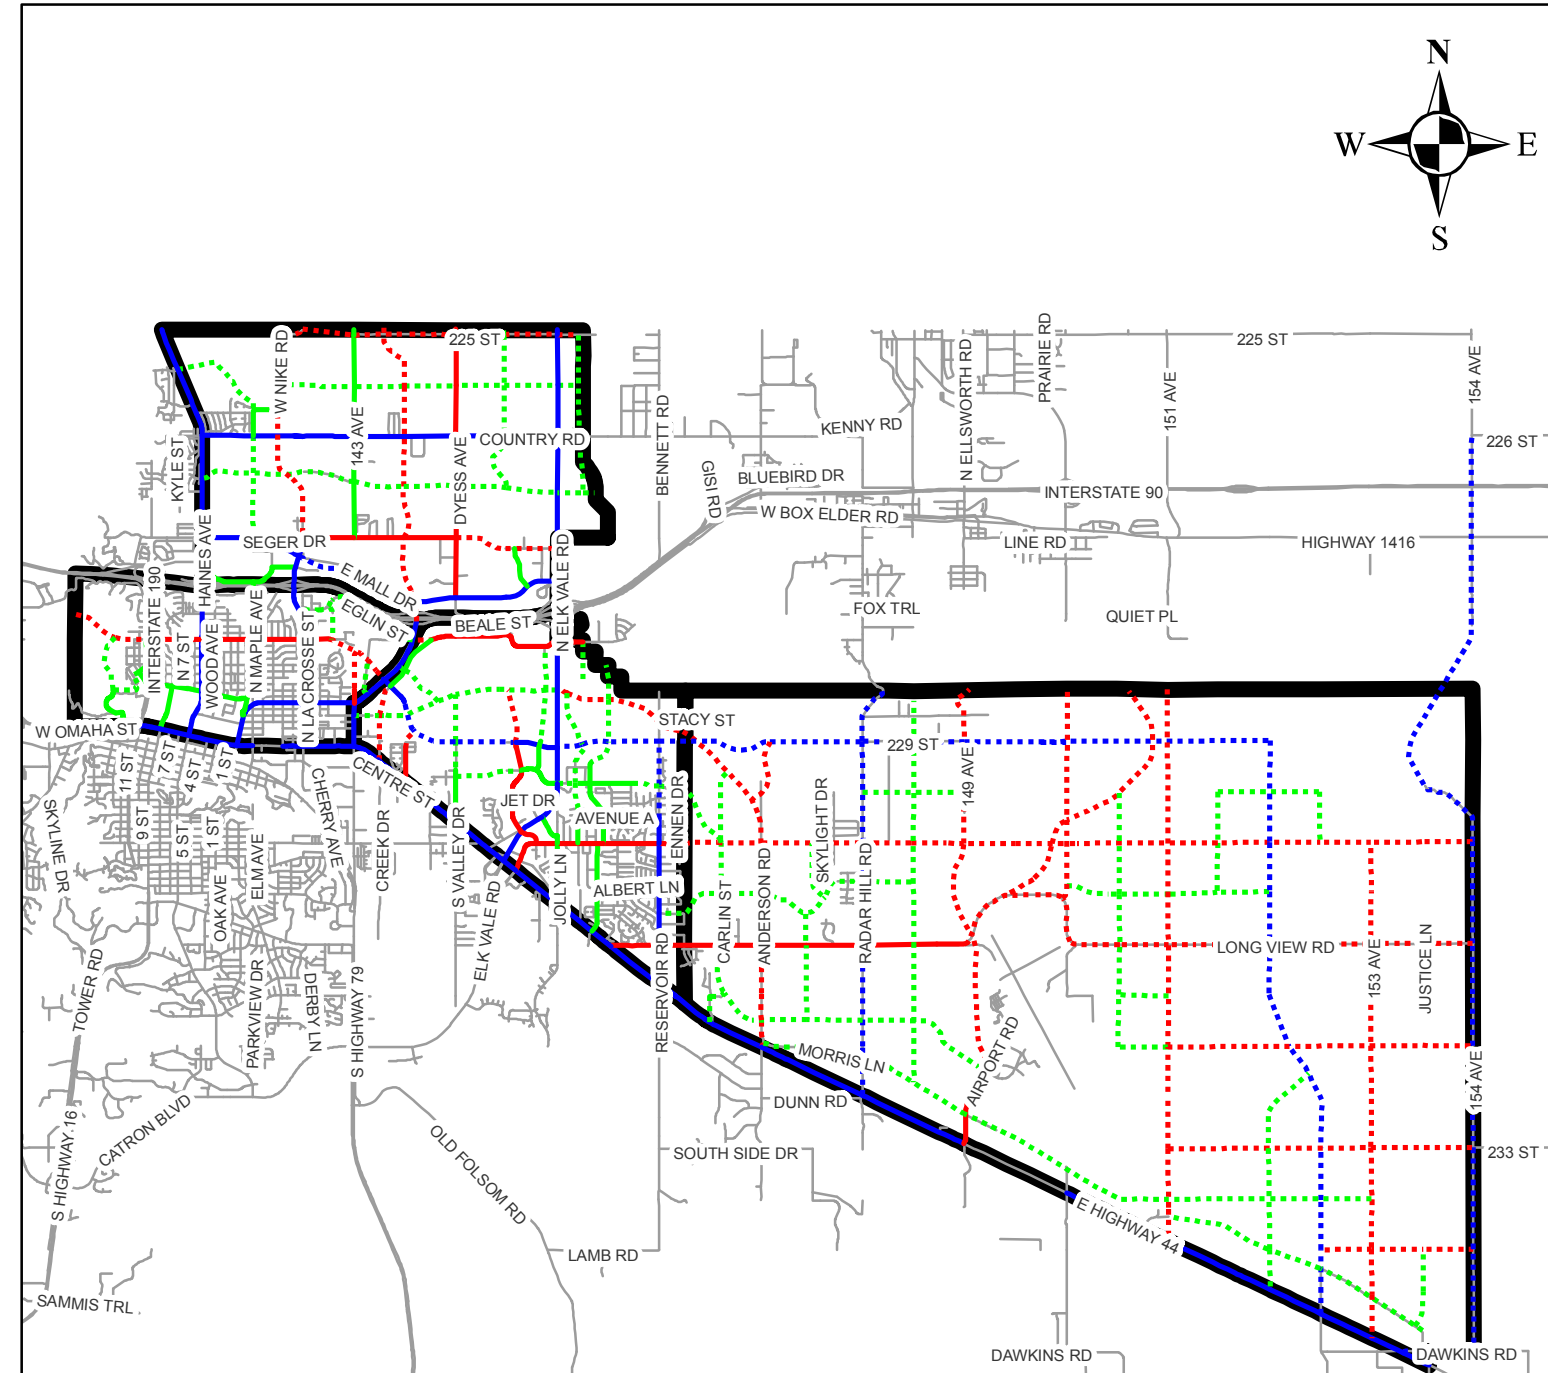 N
W E
S
225 ST
225 ST
W NIKE RD
PRAIRIE RD
N ELLSWORTH RD
151 AVE
154 AVE
BENNETT RD
143 AVE
KYLE ST
DYESS AVE
COUNTRY RD
KENNY RD
226 ST
GISI RD
BLUEBIRD DR
INTERSTATE 90
W BOX ELDER RD
HAINES AVE
SEGER DR
LINE RD
HIGHWAY 1416
INTERSTATE 190
E MALL DR
N ELK VALE RD
EGLIN ST
BEALE ST
FOX TRL
QUIET PL
N 7 ST
WOOD AVE
N MAPLE AVE
N LA CROSSE ST
W OMAHA ST
STACY ST
229 ST
11 ST
7 ST
4 ST
1 ST
CENTRE ST
149 AVE
SKYLINE DR
9 ST
5 ST
1 ST
CHERRY AVE
JET DR
AVENUE A
ENNEN DR
SKYLIGHT DR
CREEK DR
S VALLEY DR
ELM AVE
OAK AVE
ALBERT LN
JOLLY LN
ELK VALE RD
CARLIN ST
ANDERSON RD
RADAR HILL RD
LONG VIEW RD
153 AVE
JUSTICE LN
TOWER RD
PARKVIEW DR
DERBY LN
S HIGHWAY 79
RESERVOIR RD
MORRIS LN
AIRPORT RD
154 AVE
DUNN RD
S HIGHWAY 16
CATRON BLVD
OLD FOLSOM RD
SOUTH SIDE DR
233 ST
E HIGHWAY 44
LAMB RD
SAMMIS TRL
DAWKINS RD
DAWKINS RD